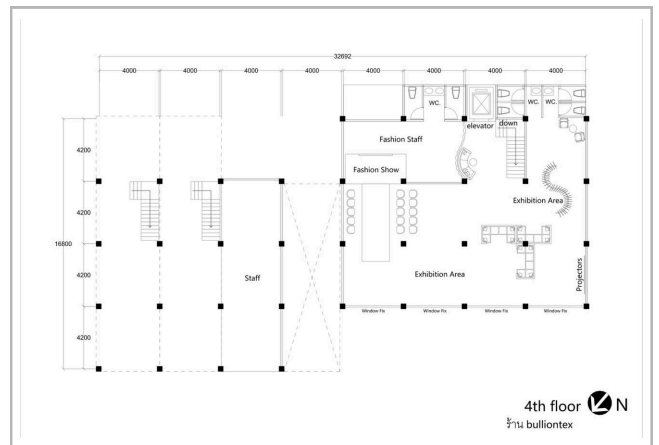 32692
4000 4000 4000 4000 4000 4000 4000 4000
WC. WC. WC.
elevator down
Fashion Staff
4200
Fashion Show
4200
Exhibition Area
16800
4200
Staff
Exhibition Area
Projectors
Window Fix Window Fix Window Fix Window Fix
4200
4th floor N
ร้าน bulliontex